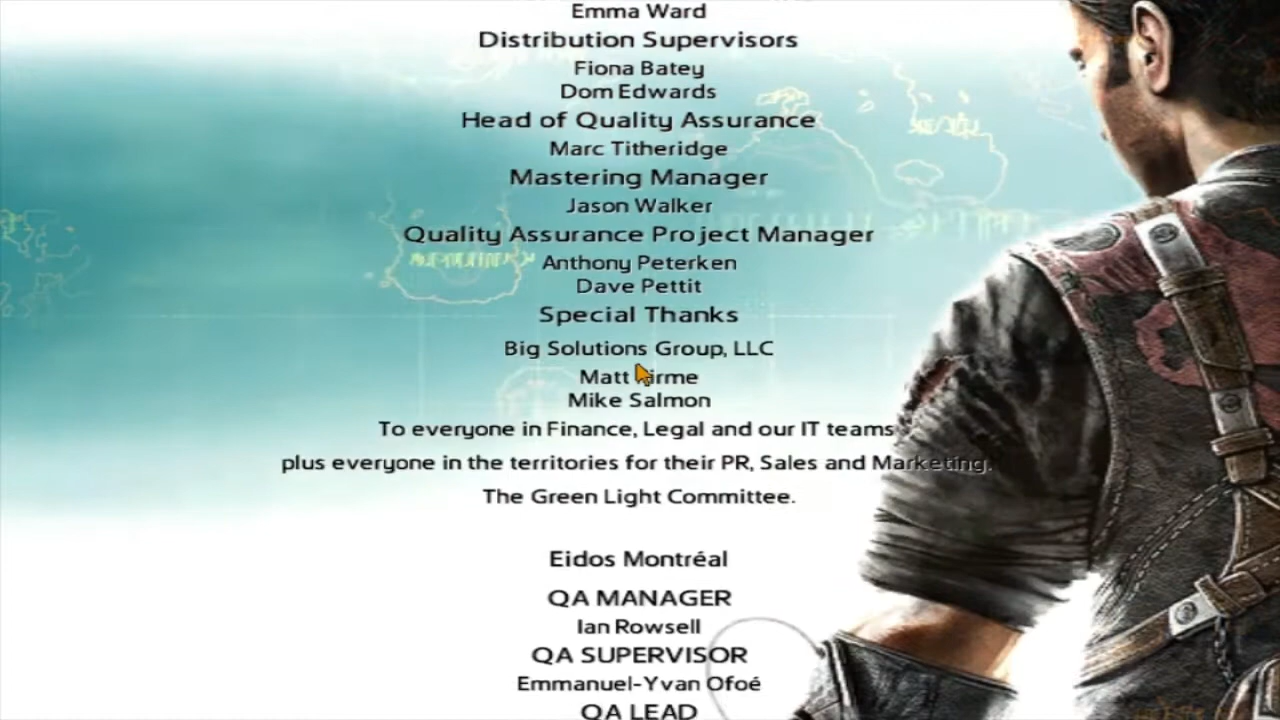 Emma Ward
Distribution Supervisors
Fiona Batey
Dom Edwards
Head of Quality Assurance
Marc Titheridge
Mastering Manager
Jason Walker
Quality Assurance Project Manager
Anthony Peterken
Dave Pettit
Special Thanks
Big Solutions Group, LLC
Matt
Mike Salmon
To everyone in Finance, Legal and our IT teams
plus everyone in the territories for their PR, Sales and Marketing.
The Green Light Committee.
Eidos Montréal
QA MANAGER
Ian Rowsell
QA SUPERVISOR
Emmanuel-Yvan Ofoé
QA LEAD